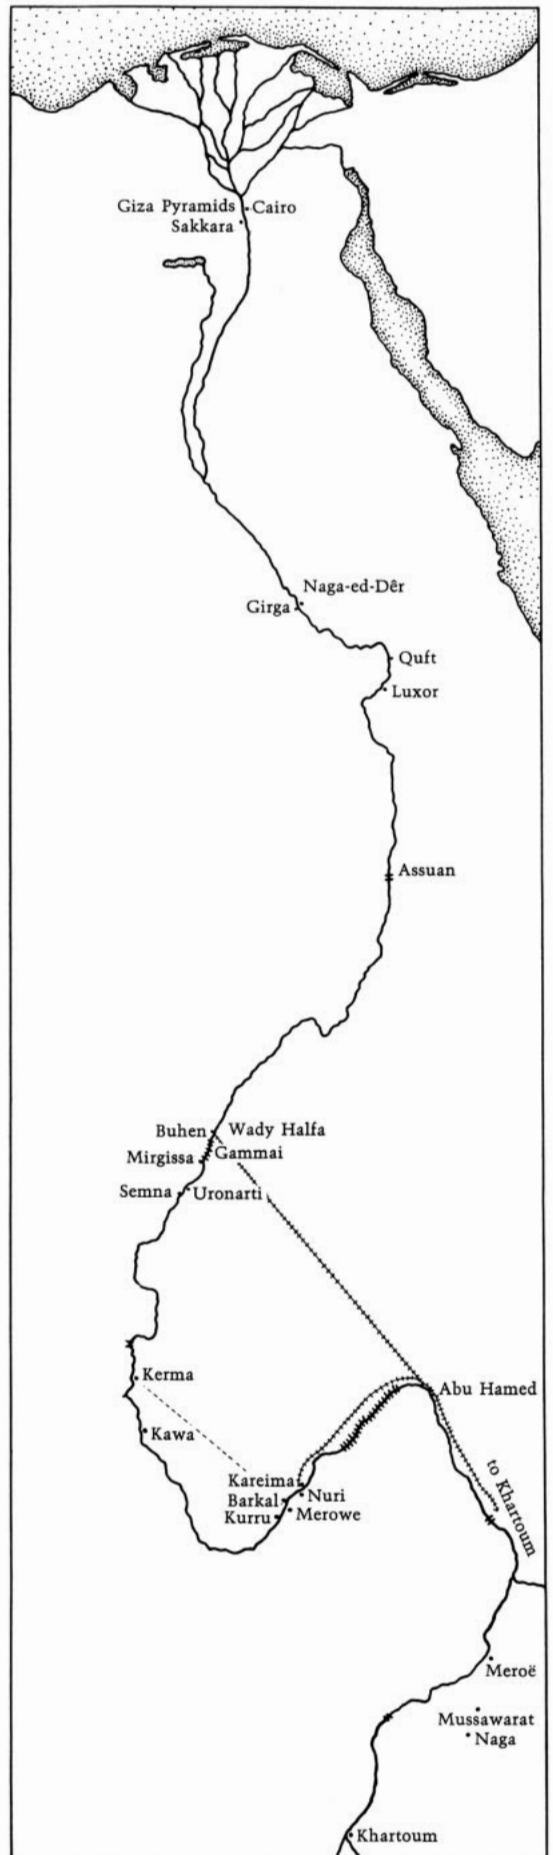 Giza Pyramids
Cairo
Sakkara
Naga-ed-Dêr
Girga
Quft
Luxor
Assuan
Buhen
Wady Halfa
Gammai
Mirgissa
Semna
Uronarti
Kerma
Abu Hamed
Kawa
to Khartoum
Kareima
Nuri
Barkal
Merowe
Kurru
Meroë
Mussawarat
Naga
Khartoum